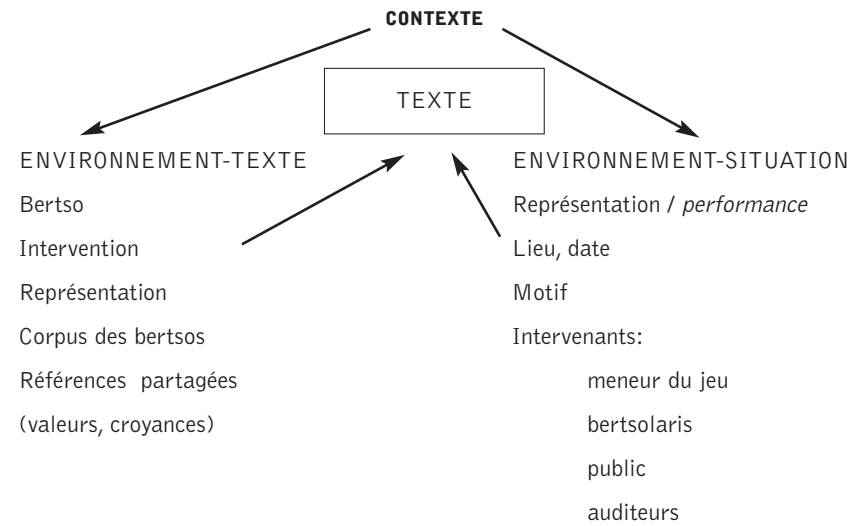 CONTEXTE
TEXTE
ENVIRONNEMENT-TEXTE
Bertso
Intervention
Représentation
Corpus des bertsos
Références partagées
(valeurs, croyances)
ENVIRONNEMENT-SITUATION
Représentation / performance
Lieu, date
Motif
Intervenants:
meneur du jeu
bertsolaris
public
auditeurs